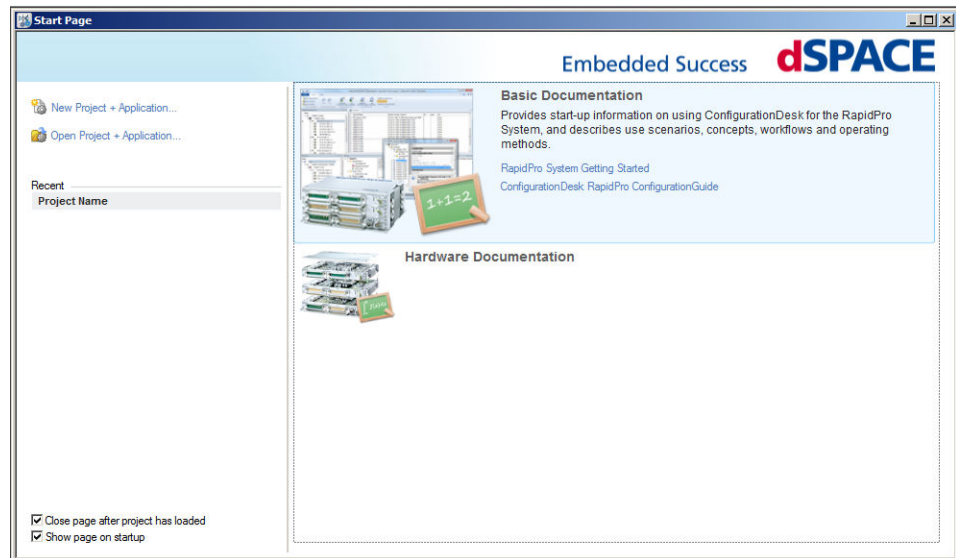 Start Page
Embedded Success dSPACE
New Project + Application...
Open Project + Application...
Recent
Project Name
Close page after project has loaded
Show page on startup
Basic Documentation
Provides start-up information on using ConfigurationDesk for the RapidPro
System, and describes use scenarios, concepts, workflows and operating
methods.
RapidPro System Getting Started
ConfigurationDesk RapidPro ConfigurationGuide
1+1=2
Hardware Documentation